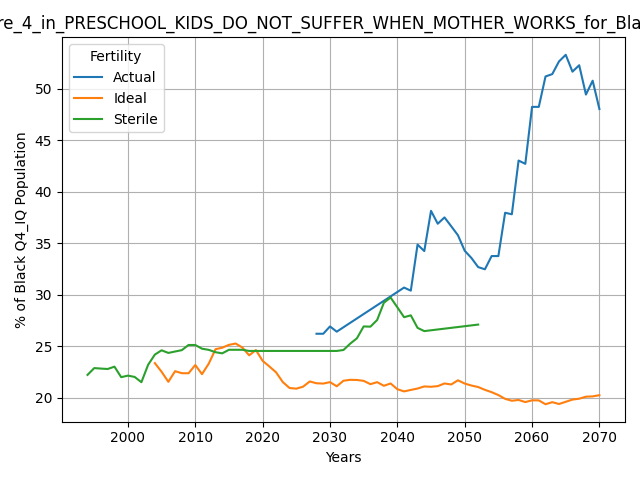 re_4_in_PRESCHOOL_KIDS_DO_NOT_SUFFER_WHEN_MOTHER_WORKS_for_Bla
Fertility
Actual
Ideal
Sterile
% of Black Q4_IQ Population
50
45
40
35
30
25
20
2000 2010 2020 2030 2040 2050 2060 2070
Years